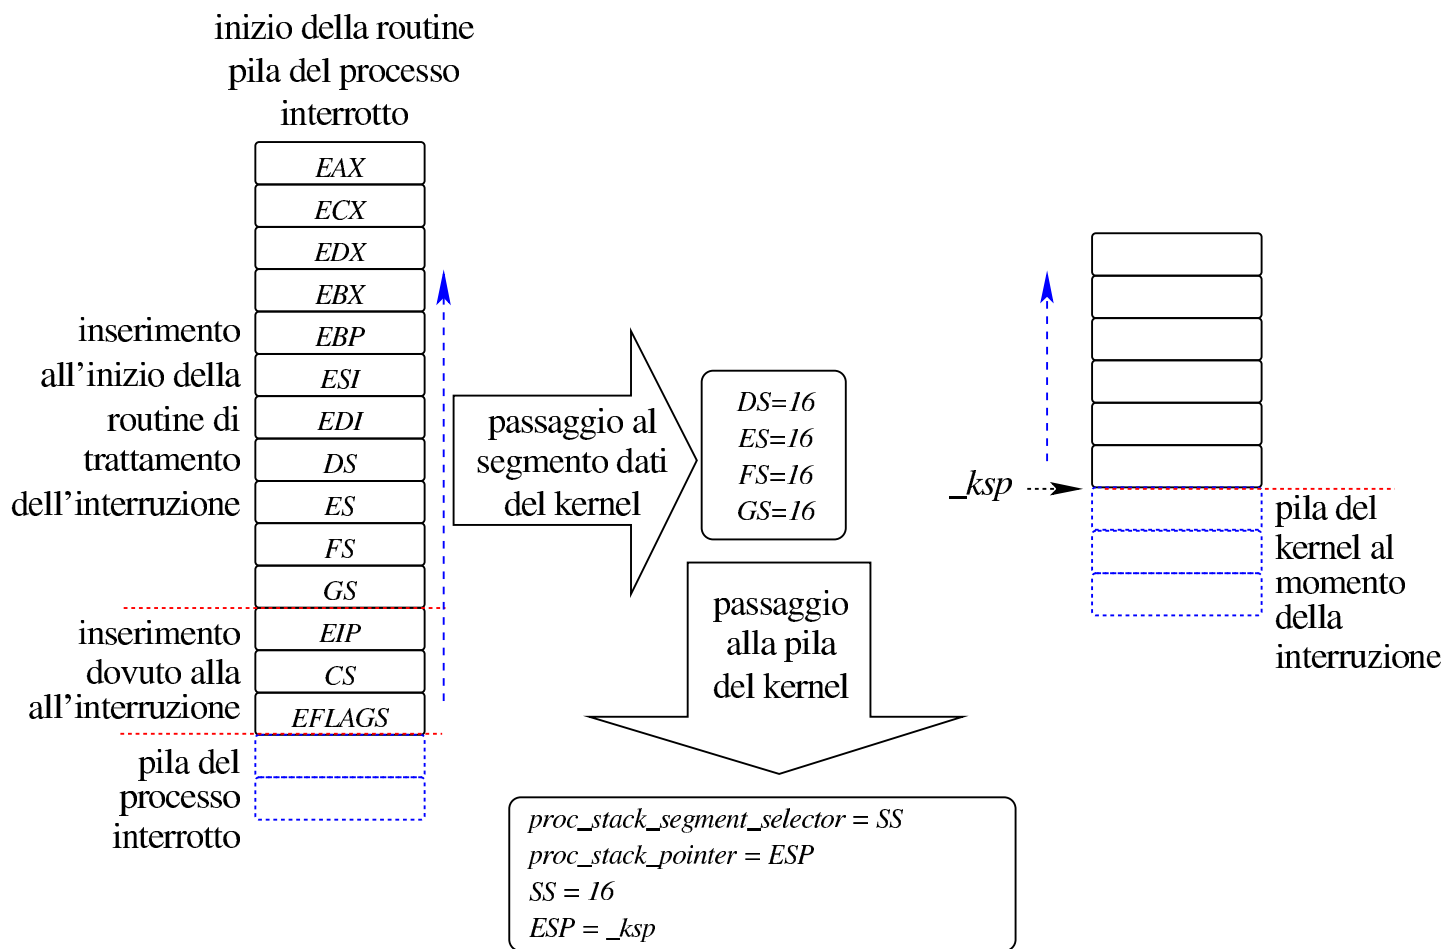 inizio della routine
pila del processo
interrotto
EAX
ECX
EDX
EBX
EBP
ESI
EDI
DS
ES
FS
GS
EIP
CS
EFLAGS
inserimento
all'inizio della
routine di
trattamento
dell'interruzione
inserimento
dovuto alla
all'interruzione
pila del
processo
interrotto
passaggio al
segmento dati
del kernel
DS=16
ES=16
FS=16
GS=16
passaggio
alla pila
del kernel
proc_stack_segment_selector = SS
proc_stack_pointer = ESP
SS = 16
ESP = _ksp
_ksp
pila del
kernel al
momento
della
interruzione